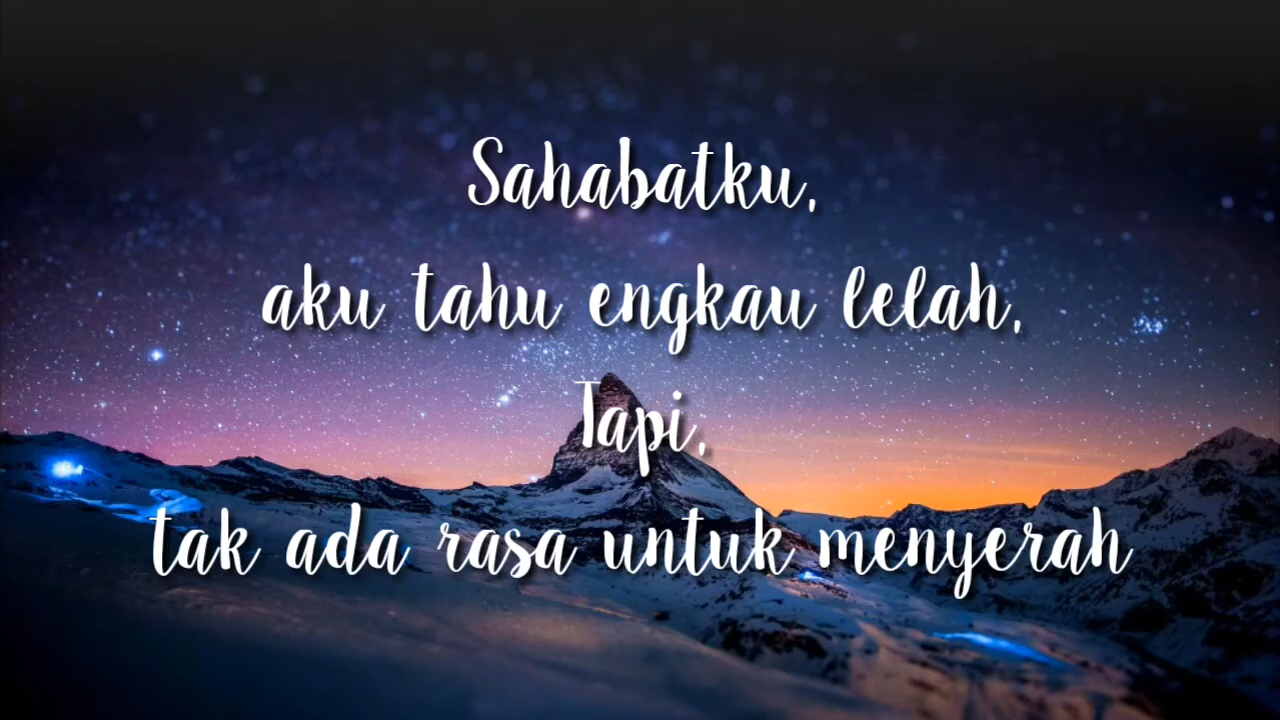 Sahabatku,
aku tahu engkau lelah,
Tapi,
tak ada rasa untuk menyerah